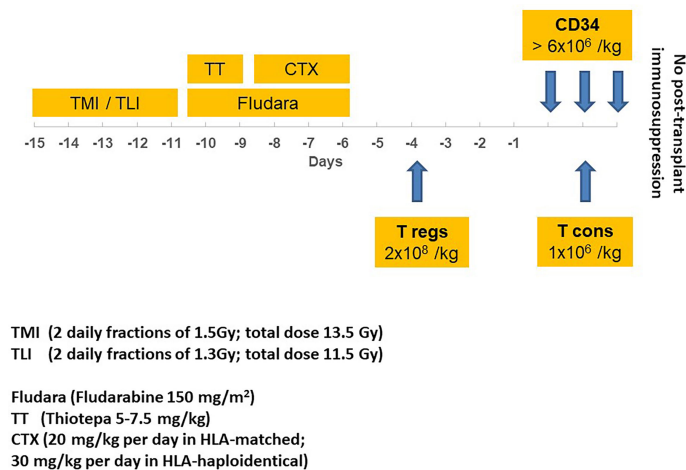 CD34
> 6x10⁶ /kg
No post-transplant
immunosuppression
TT
CTX
TMI / TLI
Fludara
-15 -14 -13 -12 -11 -10 -9 -8 -7 -6 -5 -4 -3 -2 -1
Days
T regs
2x10⁸ /kg
T cons
1x10⁶ /kg
TMI (2 daily fractions of 1.5Gy; total dose 13.5 Gy)
TLI (2 daily fractions of 1.3Gy; total dose 11.5 Gy)
Fludara (Fludarabine 150 mg/m²)
TT (Thiotepa 5-7.5 mg/kg)
CTX (20 mg/kg per day in HLA-matched;
30 mg/kg per day in HLA-haploidentical)